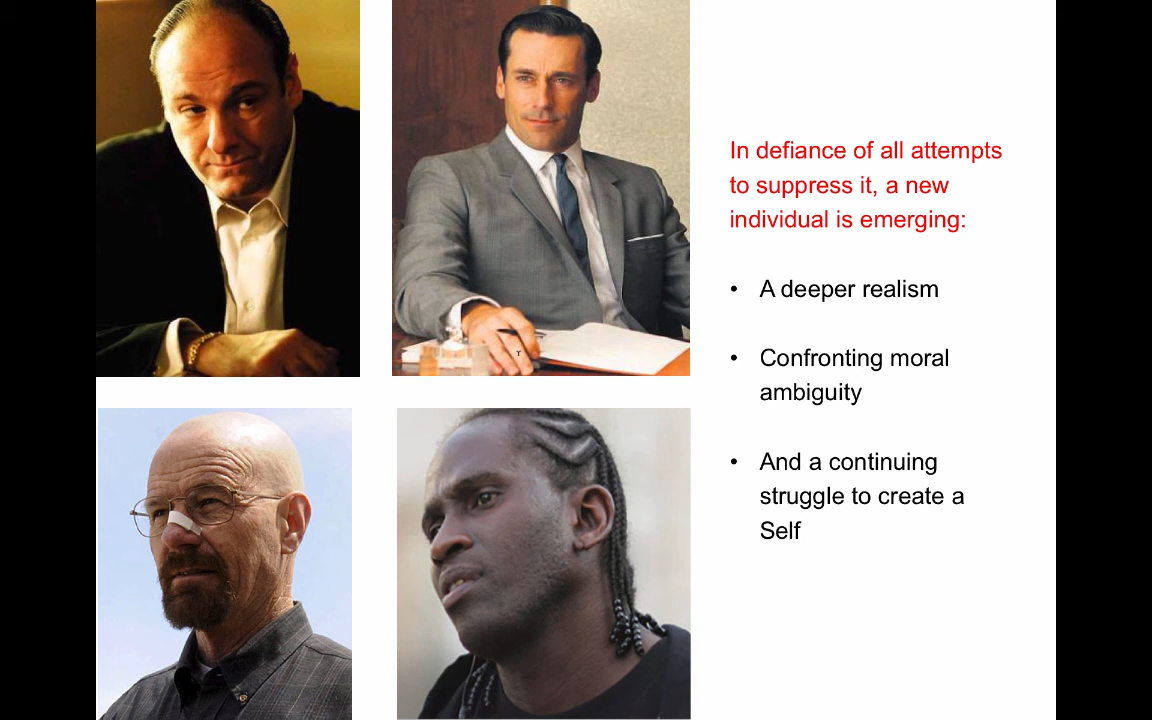 In defiance of all attempts
to suppress it, a new
individual is emerging:
• A deeper realism
• Confronting moral
ambiguity
• And a continuing
struggle to create a
Self